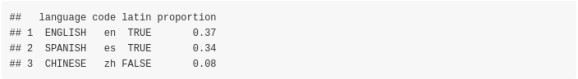 ##   language code latin proportion
## 1  ENGLISH   en  TRUE       0.37
## 2  SPANISH   es  TRUE       0.34
## 3  CHINESE   zh FALSE       0.08